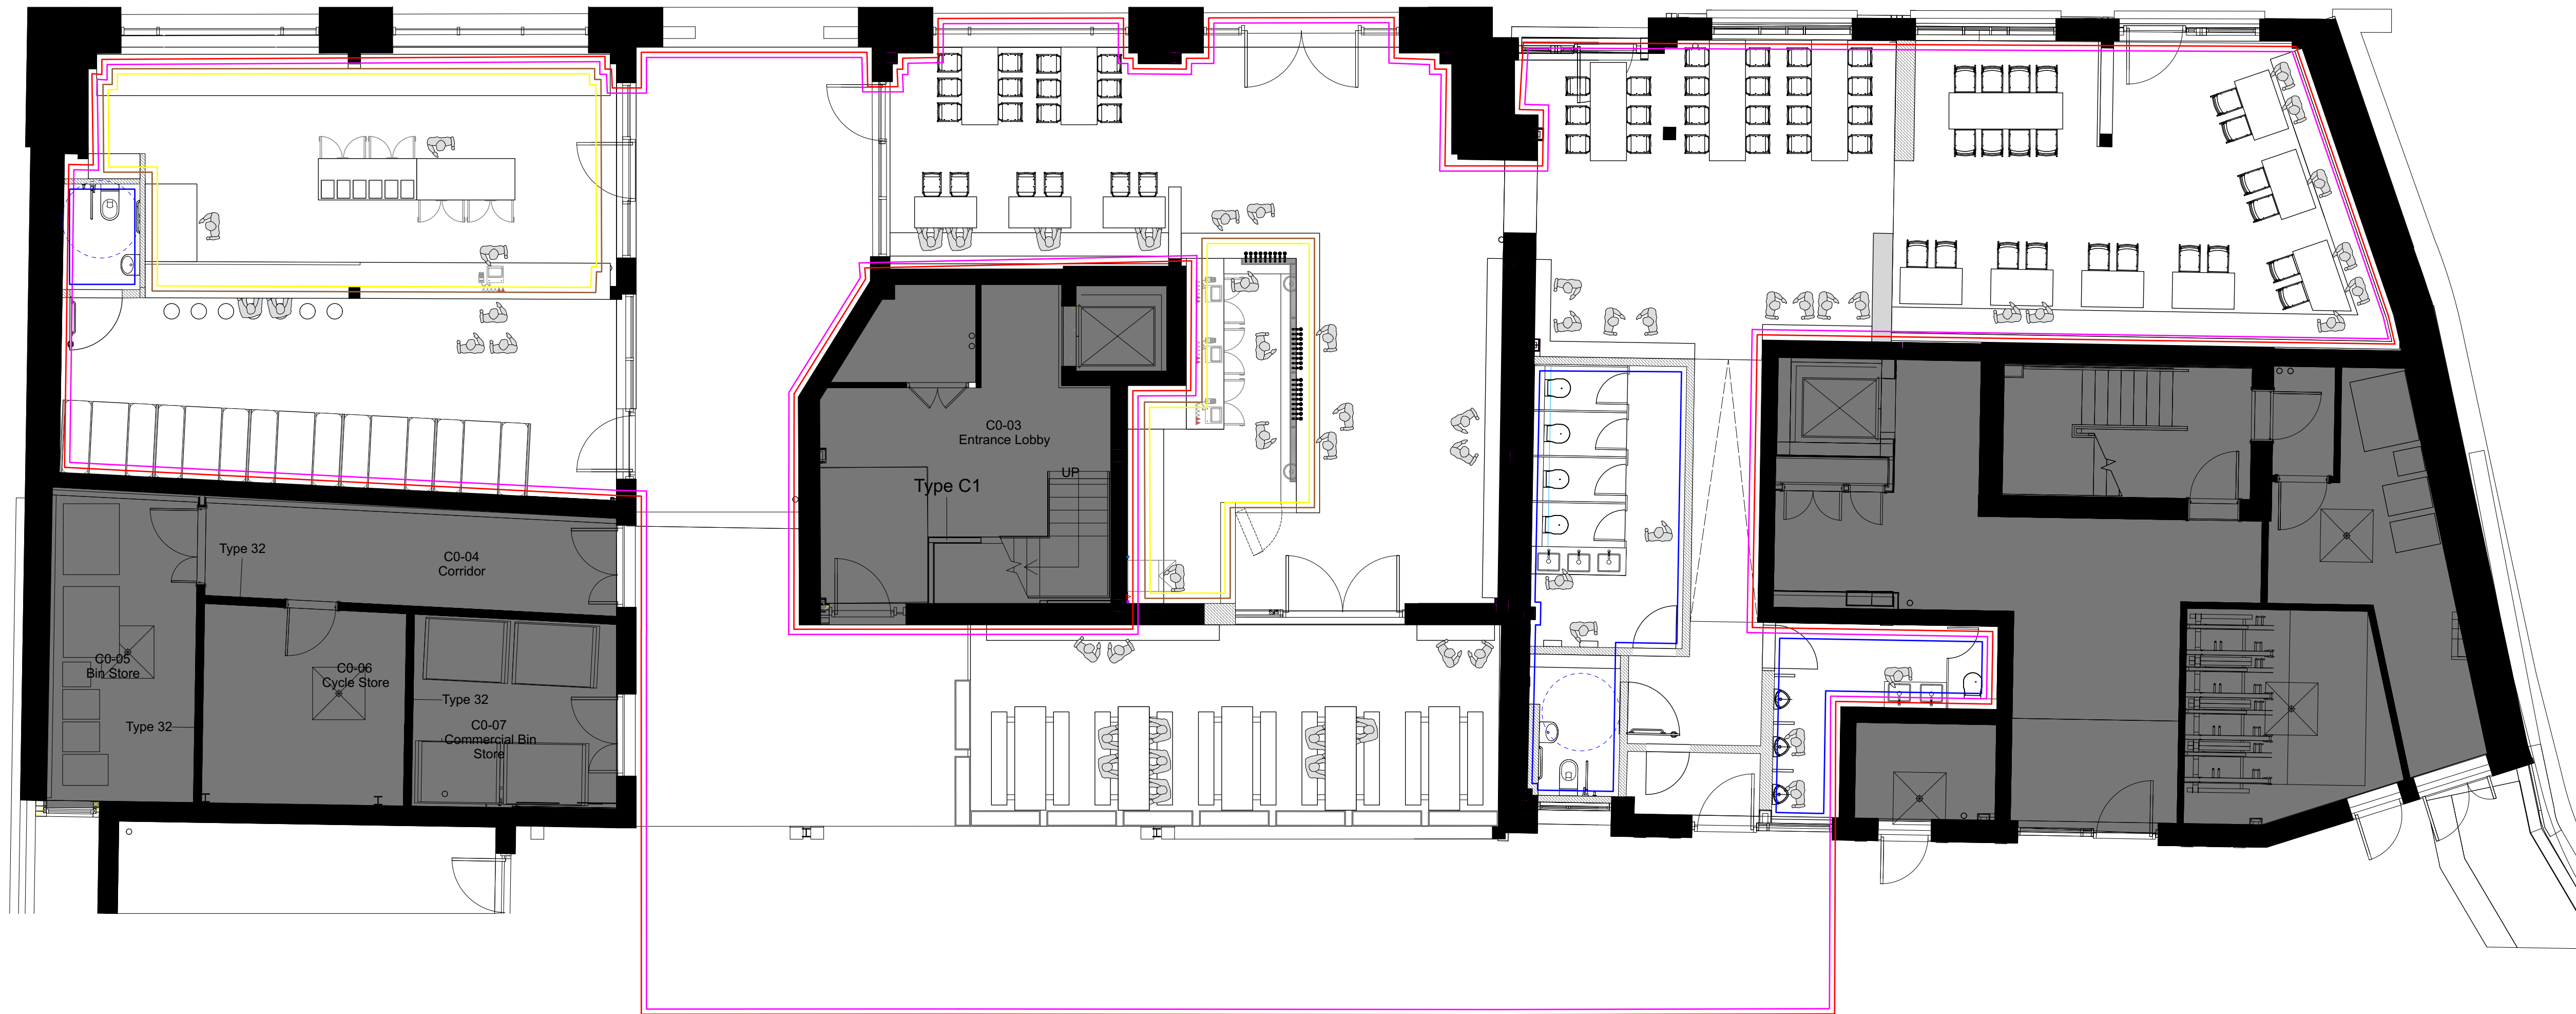 C0-03
Entrance Lobby
UP
Type C1
Type 32
C0-04
Corridor
C0-05
Bin Store
C0-06
Cycle Store
Type 32
Type 32
C0-07
Commercial Bin
Store